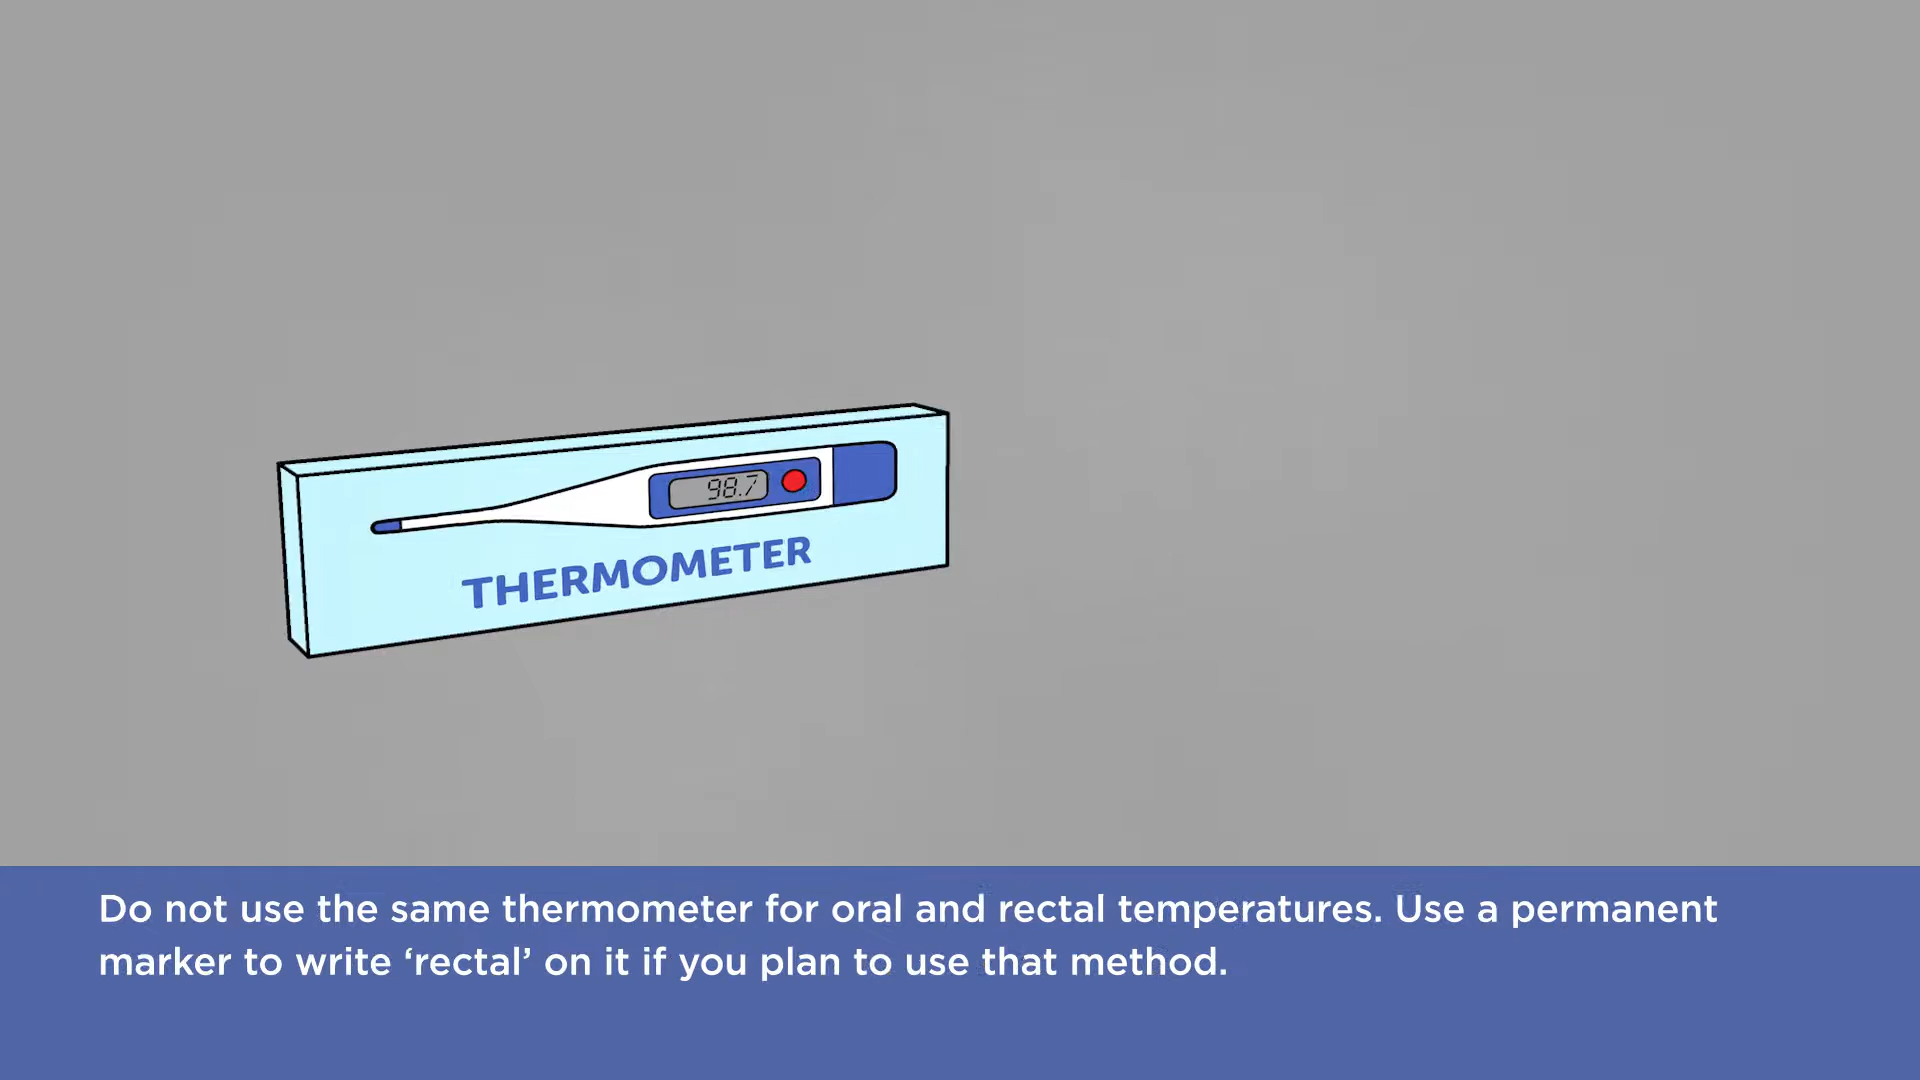 98.7
THERMOMETER
Do not use the same thermometer for oral and rectal temperatures. Use a permanent
marker to write ‘rectal’ on it if you plan to use that method.